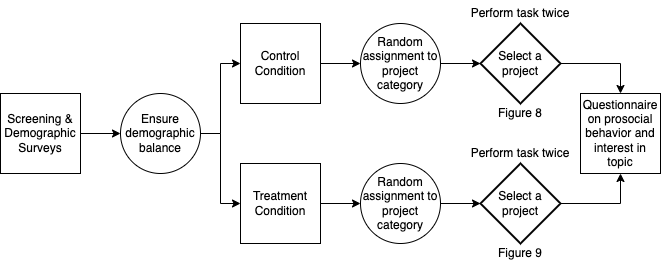 Screening &
Demographic
Surveys
Ensure
demographic
balance
Control
Condition
Random
assignment to
project
category
Perform task twice
Select a
project
Figure 8
Treatment
Condition
Random
assignment to
project
category
Perform task twice
Select a
project
Figure 9
Questionnaire
on prosocial
behavior and
interest in
topic